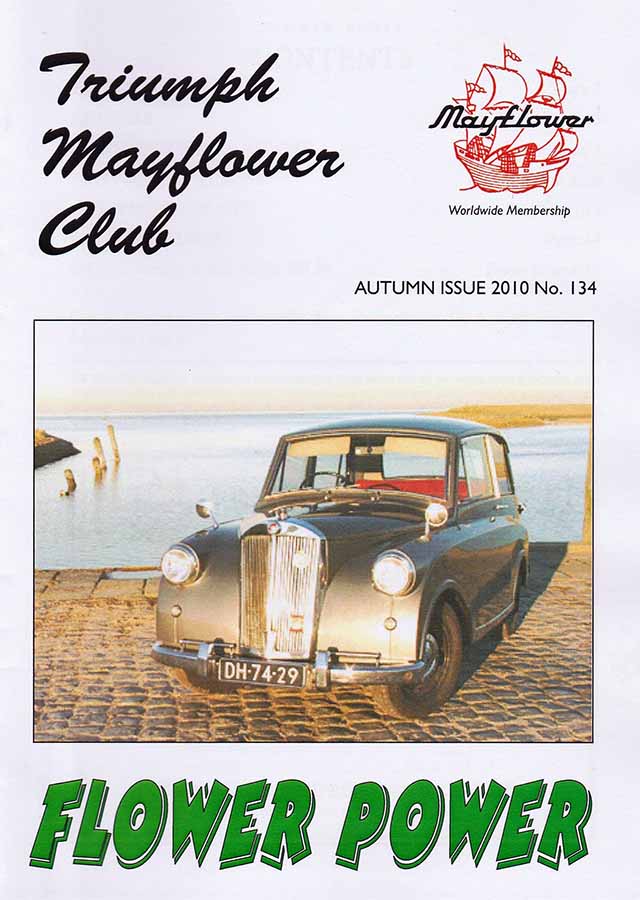 Triumph
Mayflower
Club
Mayflower
Worldwide Membership
AUTUMN ISSUE 2010 No. 134
DH-74-29
FLOWER POWER